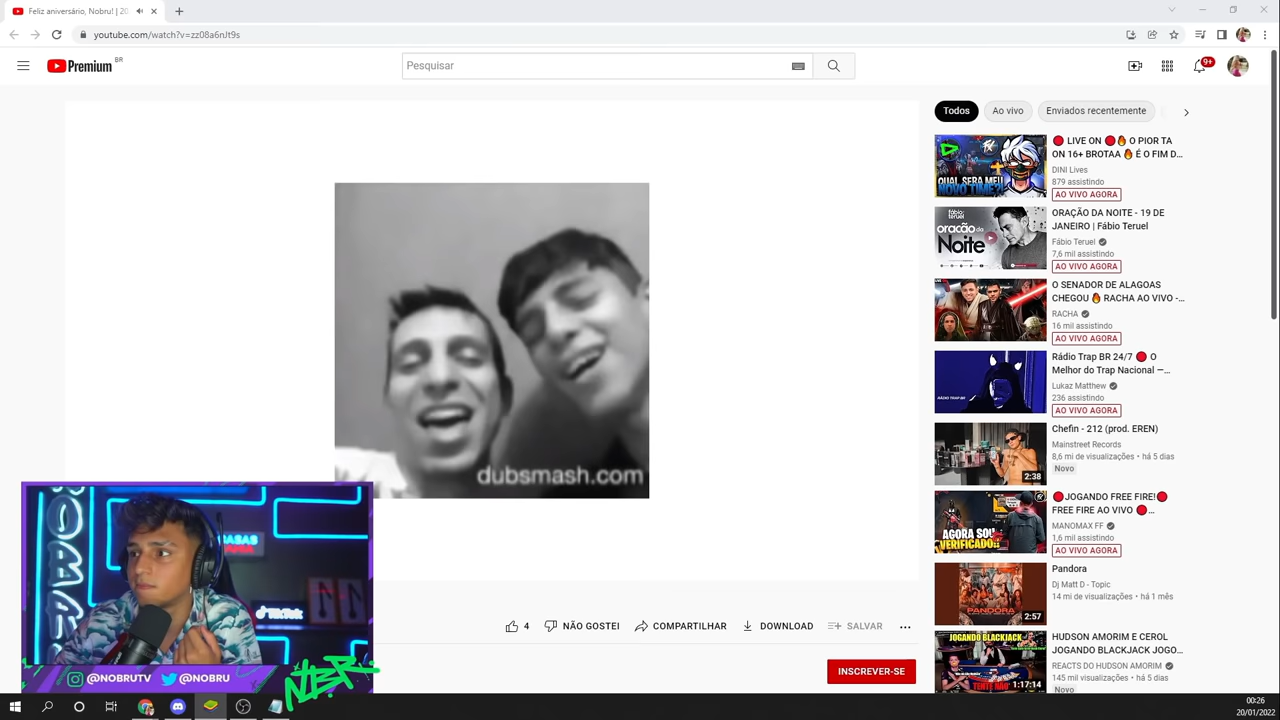 Feliz aniversário, Nobru! | 20
youtube.com/watch?v=zz08a6nJt9s
Premium
BR
Pesquisar
9+
Todos
Ao vivo
Enviados recentemente
dubsmash.com
QUAL SERÁ MEU
NOVO TIME?!
🔴 LIVE ON 🔴🔥 O PIOR TA
ON 16+ BROTAA 🔥 É O FIM D...
DINI Lives
879 assistindo
AO VIVO AGORA
fábio
teruel
oração da
Noite
ORAÇÃO DA NOITE - 19 DE
JANEIRO | Fábio Teruel
Fábio Teruel
7,6 mil assistindo
AO VIVO AGORA
O SENADOR DE ALAGOAS
CHEGOU 🔥 RACHA AO VIVO -...
RACHA
16 mil assistindo
AO VIVO AGORA
RÁDIO TRAP BR
Rádio Trap BR 24/7 🔴 O
Melhor do Trap Nacional —...
Lukaz Matthew
236 assistindo
AO VIVO AGORA
Chefin - 212 (prod. EREN)
Mainstreet Records
8,6 mi de visualizações • há 5 dias
Novo
2:38
AGORA SOU
VERIFICADO
🔴JOGANDO FREE FIRE!🔴
FREE FIRE AO VIVO 🔴...
MANOMAX FF
1,6 mil assistindo
AO VIVO AGORA
PANDORA
2:57
Pandora
Dj Matt D - Topic
14 mi de visualizações • há 1 mês
JOGANDO BLACKJACK
TENTE NÃO
1:17:14
HUDSON AMORIM E CEROL
JOGANDO BLACKJACK JOGO...
REACTS DO HUDSON AMORIM
145 mil visualizações • há 5 dias
Novo
4
NÃO GOSTEI
COMPARTILHAR
DOWNLOAD
SALVAR
INSCREVER-SE
TikTok
@NOBRUTV
@NOBRU
NBR
00:26
20/01/2022